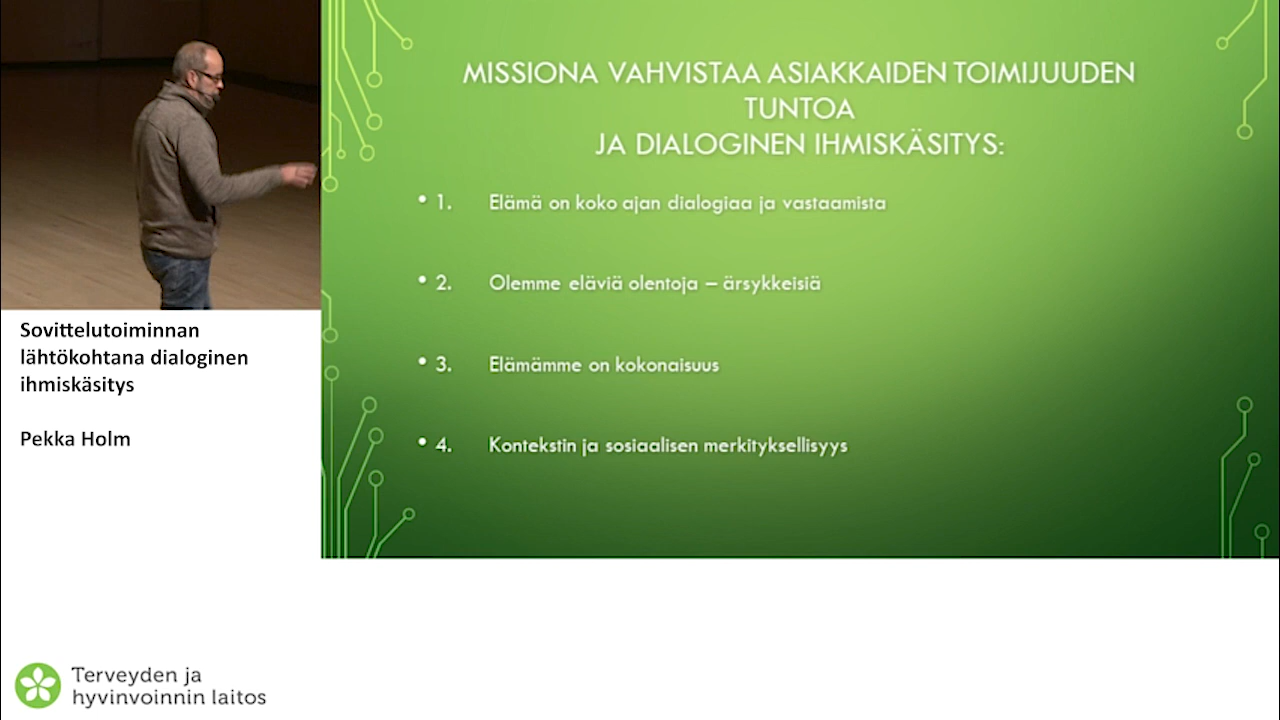 MISSIONA VAHVISTAA ASIAKKAIDEN TOIMIJUUDEN
TUNTOA
JA DIALOGINEN IHMISKÄSITYS:
• 1. Elämä on koko ajan dialogiaa ja vastaamista
• 2. Olemme eläviä olentoja – ärsykkeisiä
• 3. Elämämme on kokonaisuus
• 4. Kontekstin ja sosiaalisen merkityksellisyys
Sovittelutoiminnan
lähtökohtana dialoginen
ihmiskäsitys
Pekka Holm
Terveyden ja
hyvinvoinnin laitos